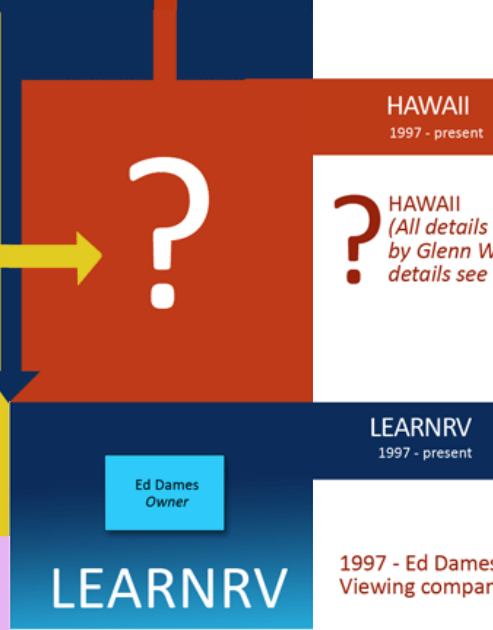 HAWAII
1997 - present
?
?
HAWAII
(All details
by Glenn W
details see
LEARNRV
1997 - present
Ed Dames
Owner
LEARNRV
1997 - Ed Dames
Viewing compan